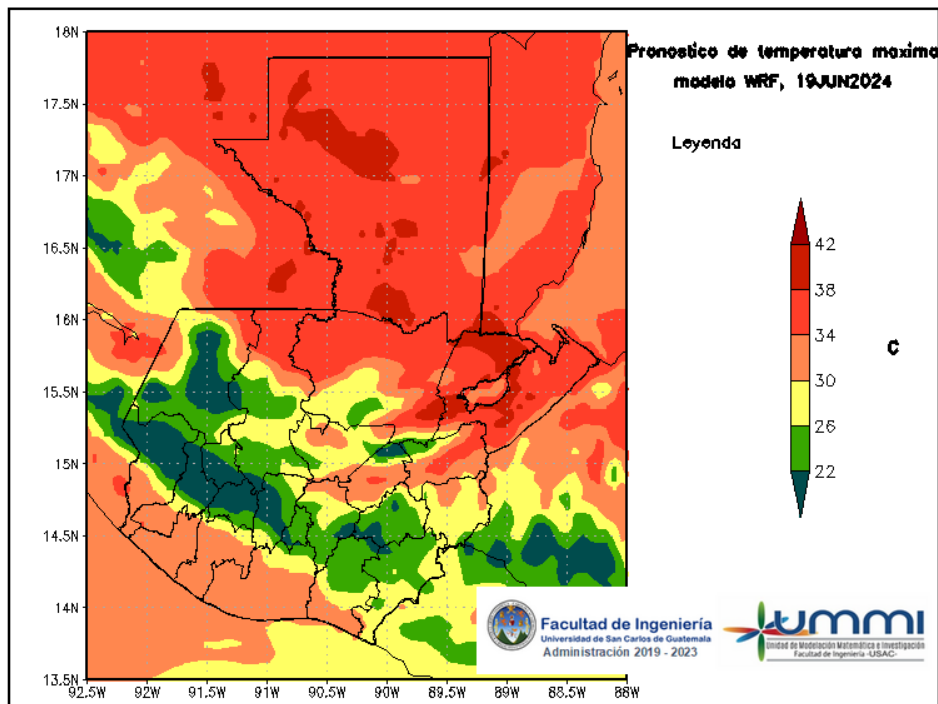 Pronostico de temperatura maxima
modelo WRF, 19JUN2024
Leyenda
42
38
34
30
26
22
C
18N
17.5N
17N
16.5N
16N
15.5N
15N
14.5N
14N
13.5N
92.5W
92W
91.5W
91W
90.5W
90W
89.5W
89W
88.5W
88W
Facultad de Ingeniería
Universidad de San Carlos de Guatemala
Administración 2019 - 2023
ummi
Unidad de Modelación Matemática e Investigación
Facultad de Ingeniería -USAC-